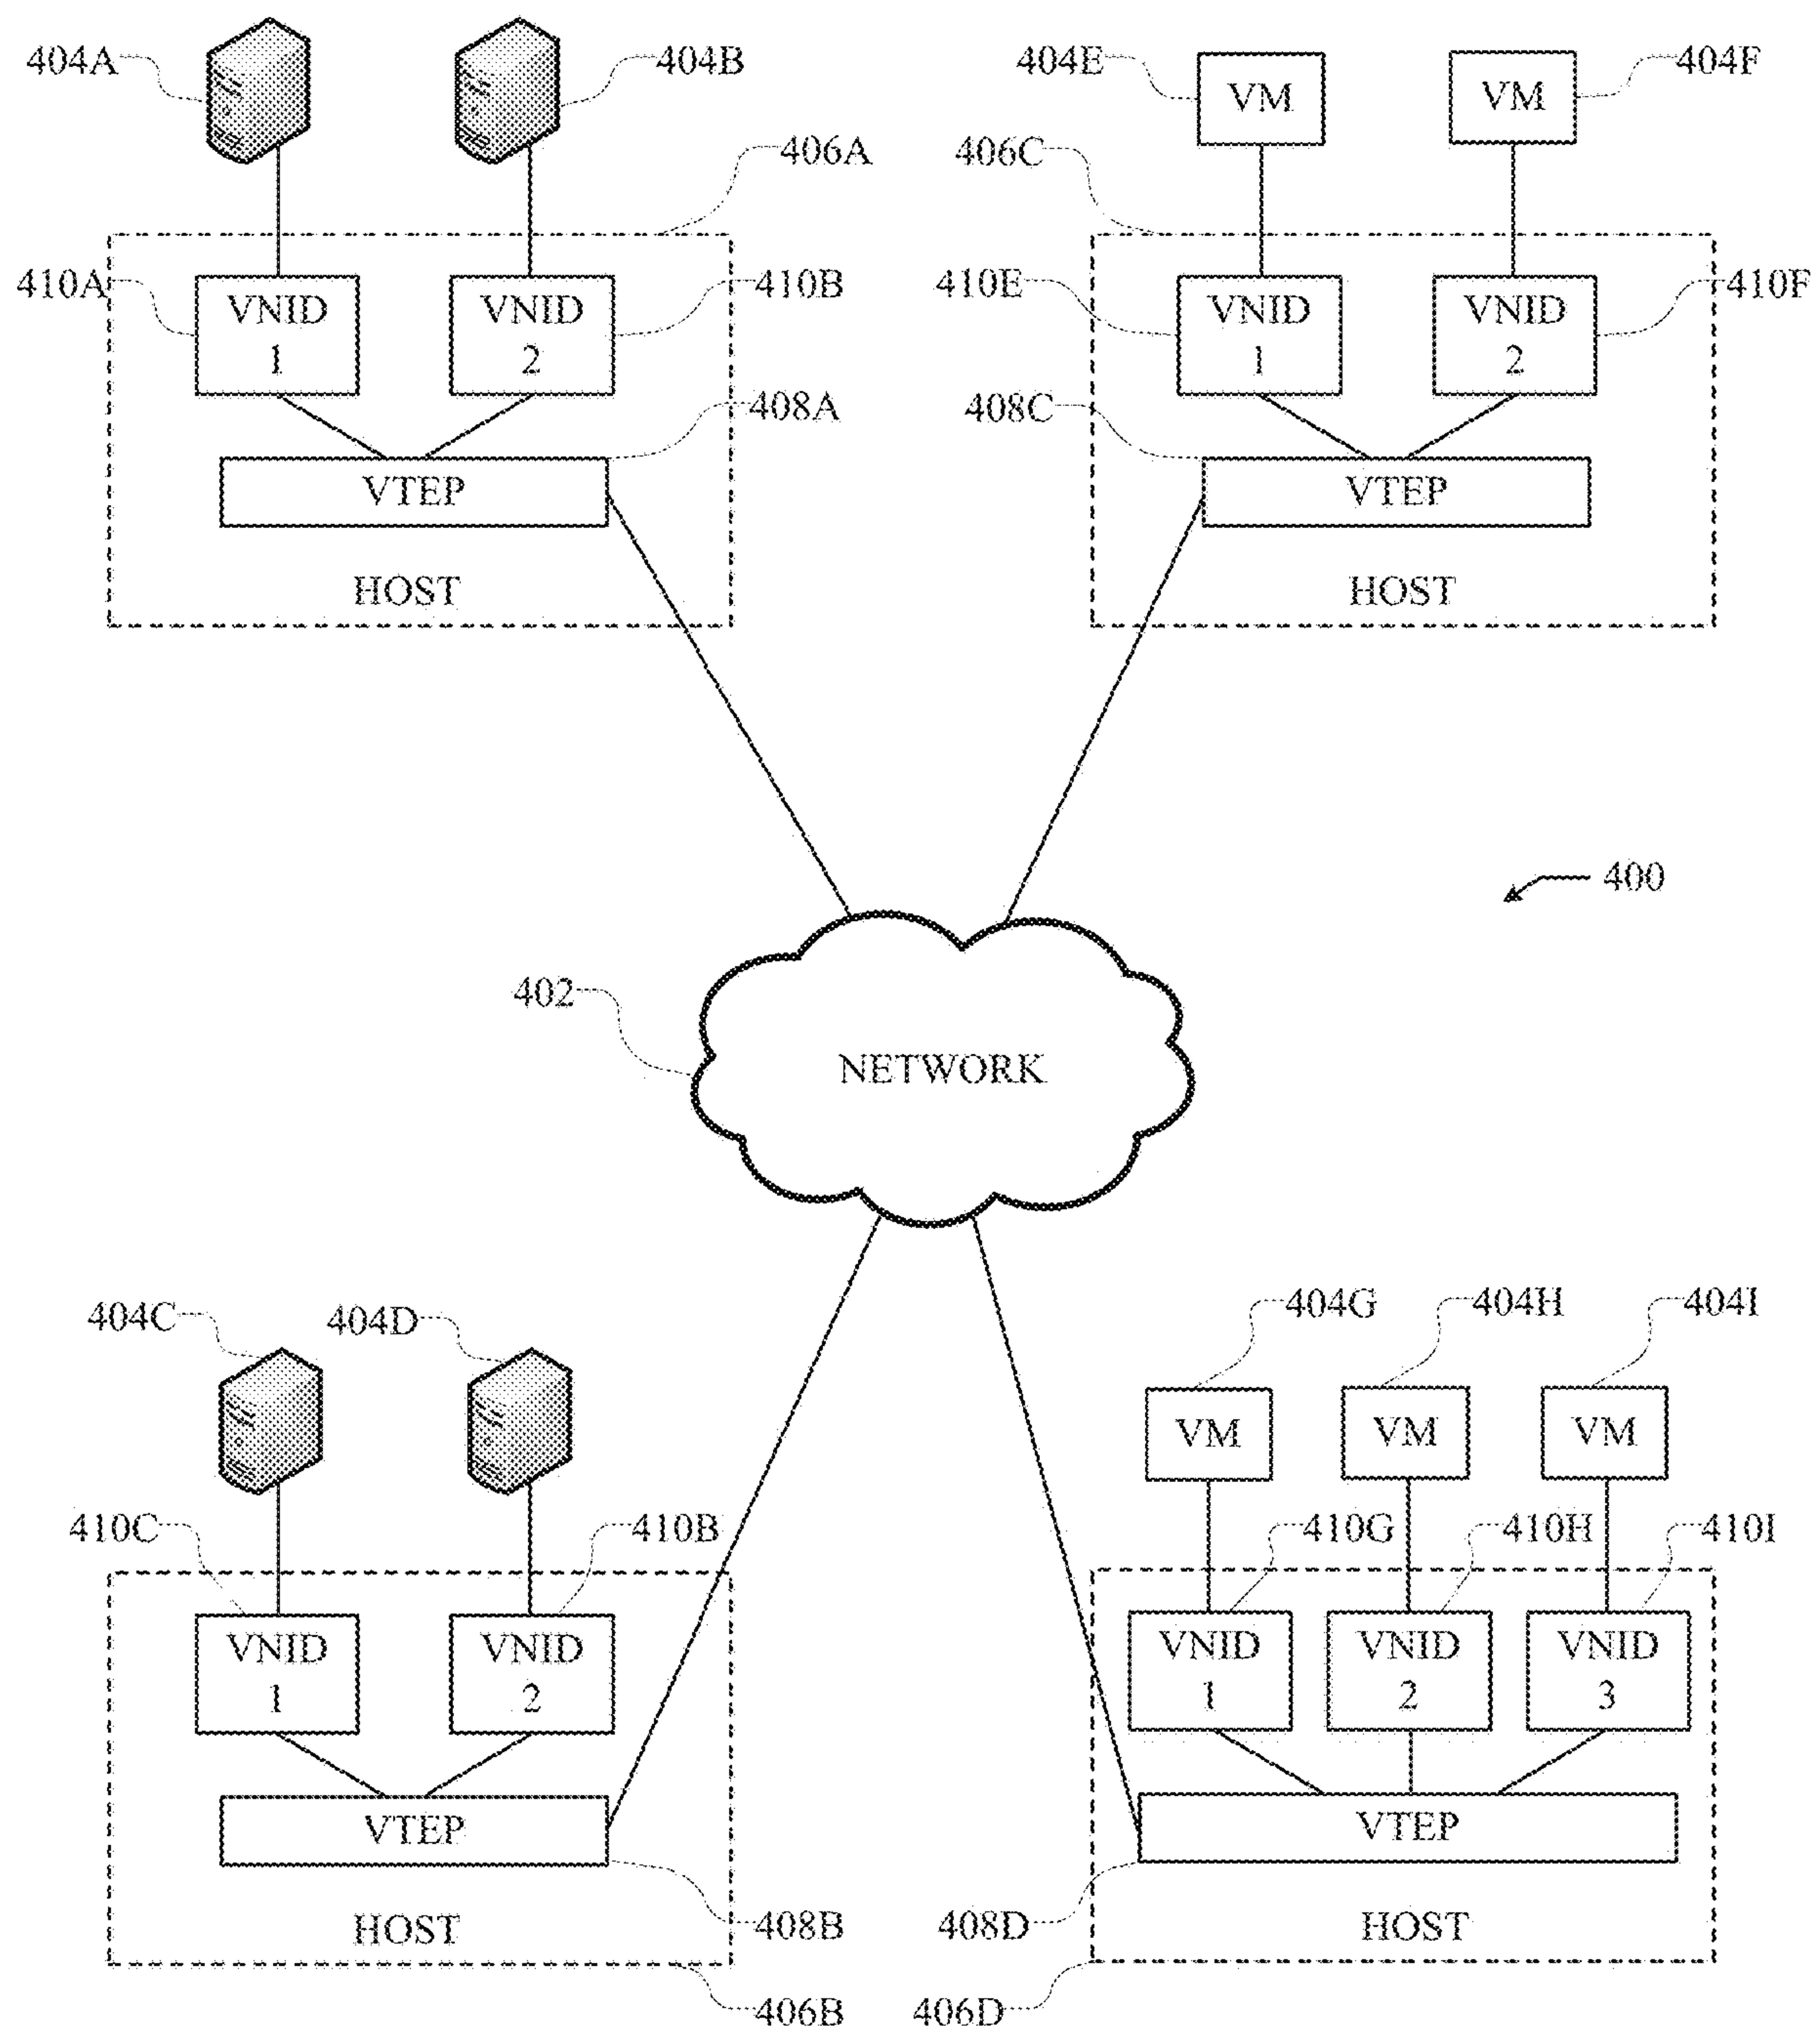 404A
404B
404E
VM
VM
404F
406A
406C
410A
VNID
1
VNID
2
410B
410E
VNID
1
VNID
2
410F
408A
408C
VTEP
VTEP
HOST
HOST
400
402
NETWORK
404C
404D
404G
404H
404I
VM
VM
VM
410C
410B
410G
410H
410I
VNID
1
VNID
2
VNID
1
VNID
2
VNID
3
VTEP
VTEP
HOST
408B
408D
HOST
406B
406D